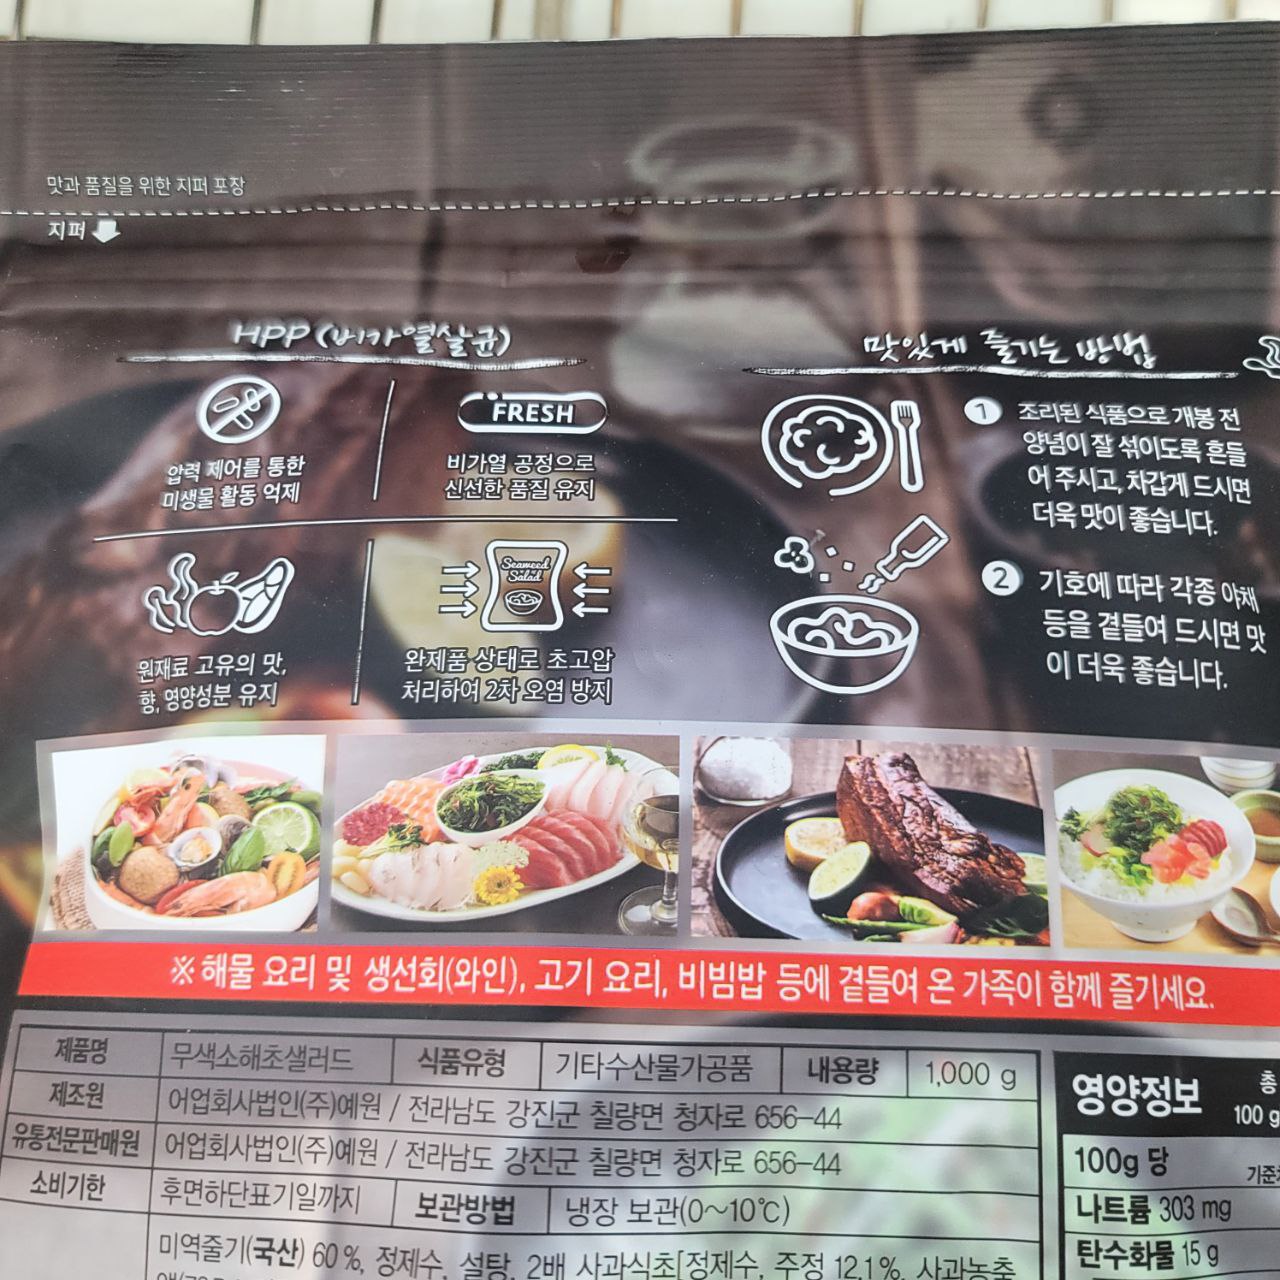 맛과 품질을 위한 지퍼 포장
지퍼
HPP (비가열살균)
압력 제어를 통한
미생물 활동 억제
FRESH
비가열 공정으로
신선한 품질 유지
원재료 고유의 맛,
향, 영양성분 유지
Seaweed
Salad
완제품 상태로 초고압
처리하여 2차 오염 방지
맛있게 즐기는 방법
1 조리된 식품으로 개봉 전
양념이 잘 섞이도록 흔들
어 주시고, 차갑게 드시면
더욱 맛이 좋습니다.
2 기호에 따라 각종 야채
등을 곁들여 드시면 맛
이 더욱 좋습니다.
※ 해물 요리 및 생선회(와인), 고기 요리, 비빔밥 등에 곁들여 온 가족이 함께 즐기세요.
제품명 무색소해초샐러드 식품유형 기타수산물가공품 내용량 1,000 g
제조원 어업회사법인(주)예원 / 전라남도 강진군 칠량면 청자로 656-44
유통전문판매원 어업회사법인(주)예원 / 전라남도 강진군 칠량면 청자로 656-44
소비기한 후면하단표기일까지 보관방법 냉장 보관(0~10℃)
미역줄기(국산) 60 %, 정제수, 설탕, 2배 사과식초[정제수, 주정 12.1%, 사과농축
영양정보 총
100 g
100g 당
나트륨 303 mg
탄수화물 15 g